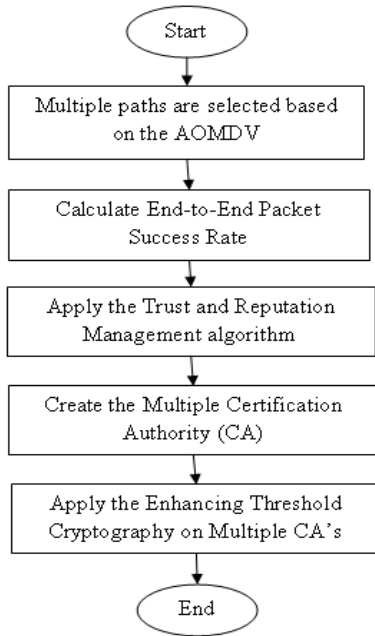 Start
Multiple paths are selected based
on the AOMDV
Calculate End-to-End Packet
Success Rate
Apply the Trust and Reputation
Management algorithm
Create the Multiple Certification
Authority (CA)
Apply the Enhancing Threshold
Cryptography on Multiple CA’s
End